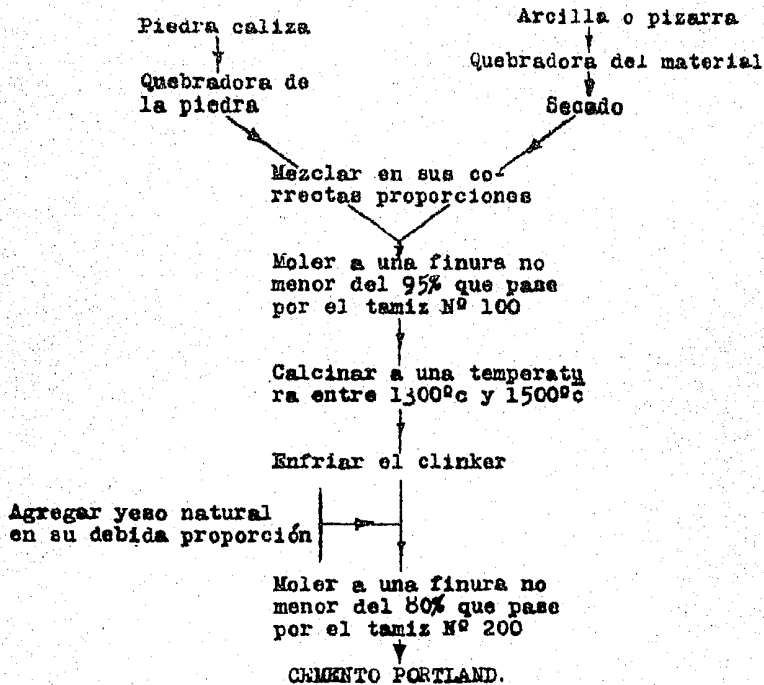 Piedra caliza
Arcilla o pizarra
Quebradora de
la piedra
Quebradora del material
Secado
Mezclar en sus co-
rrectas proporciones
Moler a una finura no
menor del 95% que pase
por el tamiz Nº 100
Calcinar a una temperatu
ra entre 1300ºc y 1500ºc
Enfriar el clinker
Agregar yeso natural
en su debida proporción
Moler a una finura no
menor del 80% que pase
por el tamiz Nº 200
CEMENTO PORTLAND.